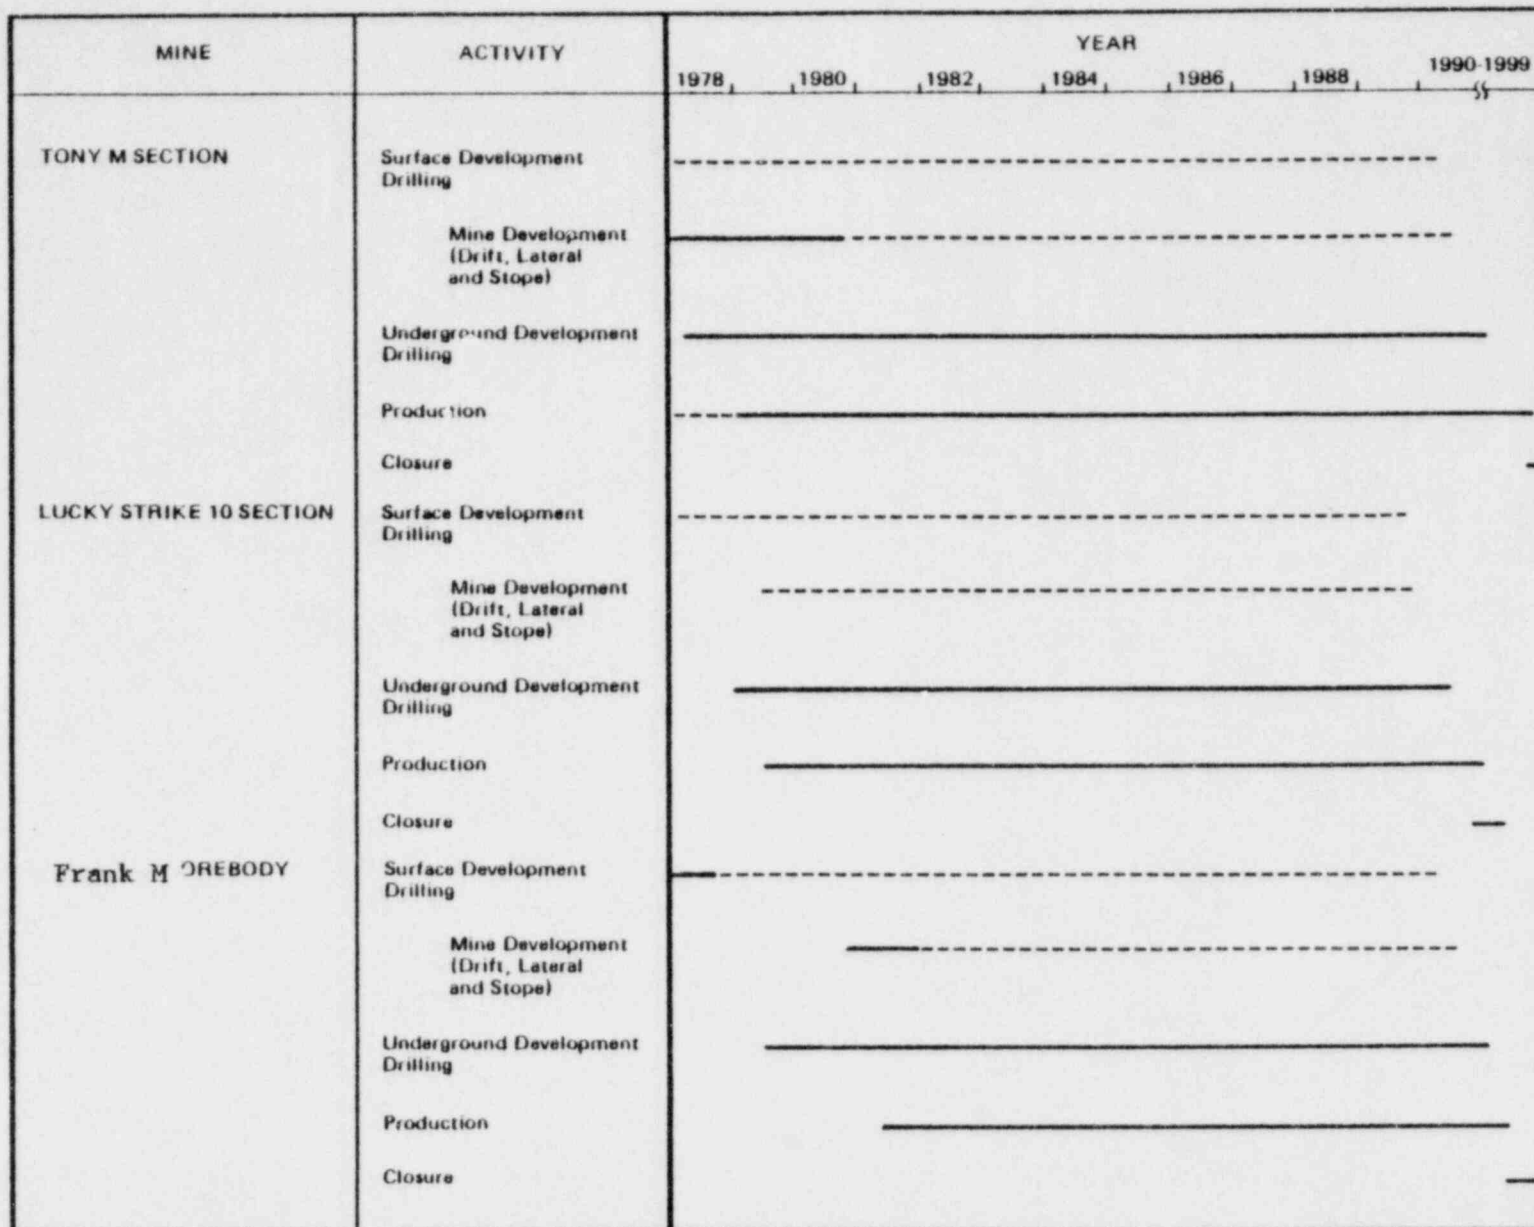 MINE
ACTIVITY
YEAR
1978 1980 1982 1984 1986 1988 1990-1999
TONY M SECTION
Surface Development
Drilling
Mine Development
(Drift, Lateral
and Stope)
Underground Development
Drilling
Production
Closure
LUCKY STRIKE 10 SECTION
Surface Development
Drilling
Mine Development
(Drift, Lateral
and Stope)
Underground Development
Drilling
Production
Closure
Frank M OREBODY
Surface Development
Drilling
Mine Development
(Drift, Lateral
and Stope)
Underground Development
Drilling
Production
Closure